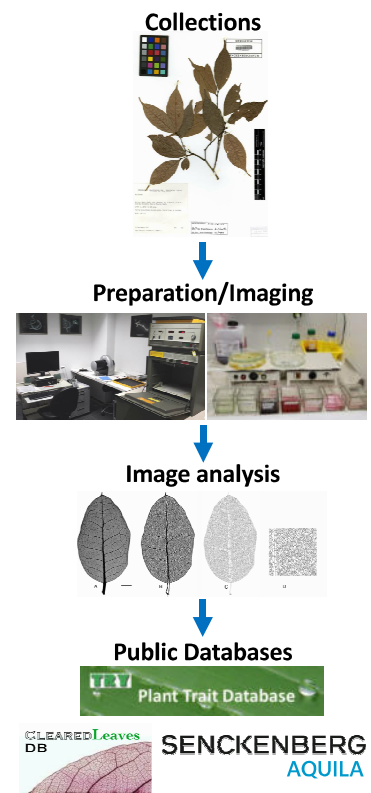 Collections
Preparation/Imaging
Image analysis
A B C D
Public Databases
TRY
Plant Trait Database
CLEAREDLeaves
DB
SENCKENBERG
AQUILA